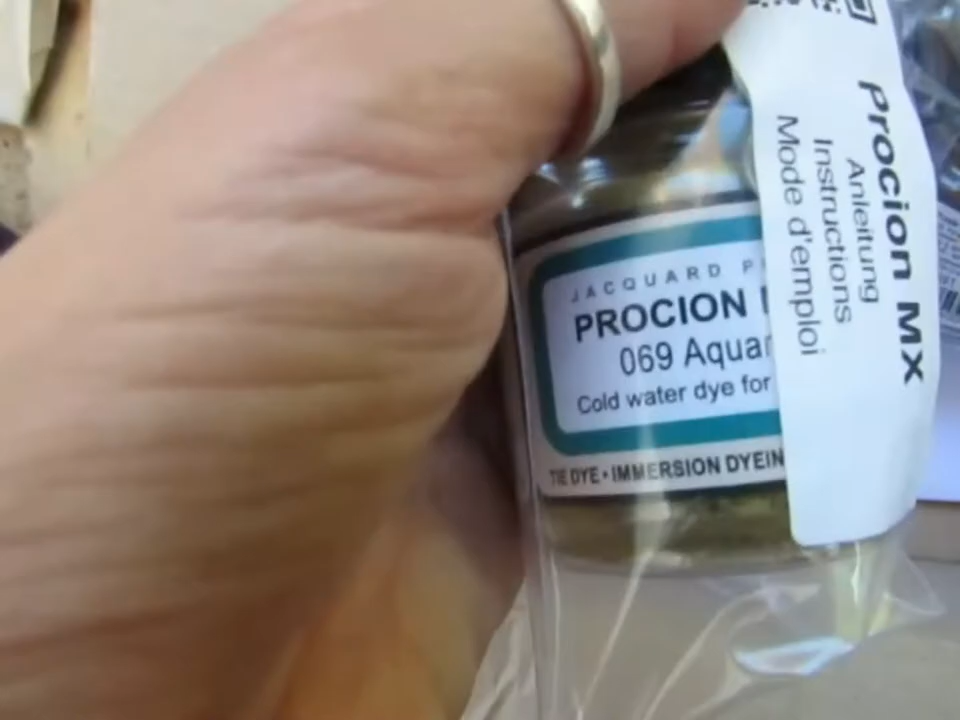 JACQUARD P
PROCION
069 Aquar
Cold water dye for
TIE DYE • IMMERSION DYEIN
Procion MX
Anleitung
Instructions
Mode d'emploi